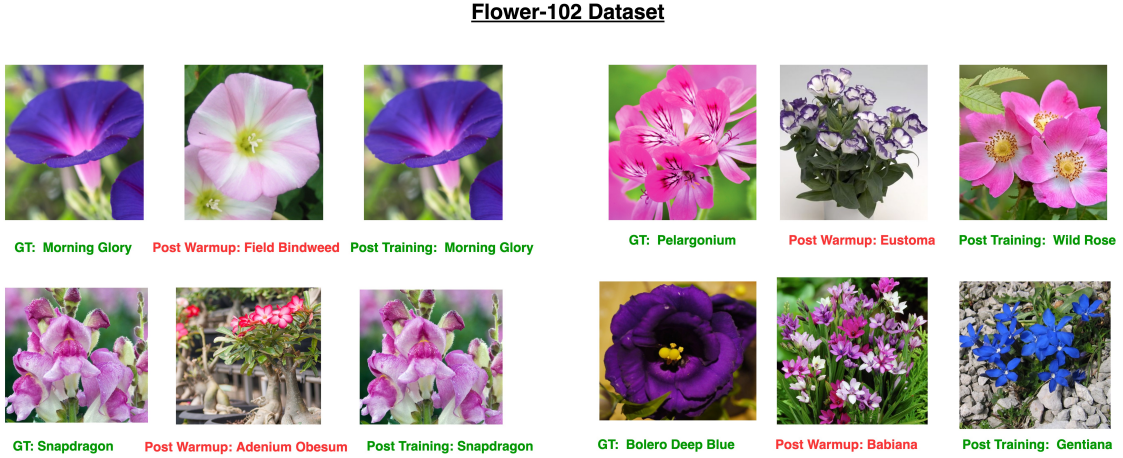 Flower-102 Dataset
GT: Morning Glory
Post Warmup: Field Bindweed
Post Training: Morning Glory
GT: Pelargonium
Post Warmup: Eustoma
Post Training: Wild Rose
GT: Snapdragon
Post Warmup: Adenium Obesum
Post Training: Snapdragon
GT: Bolero Deep Blue
Post Warmup: Babiana
Post Training: Gentiana